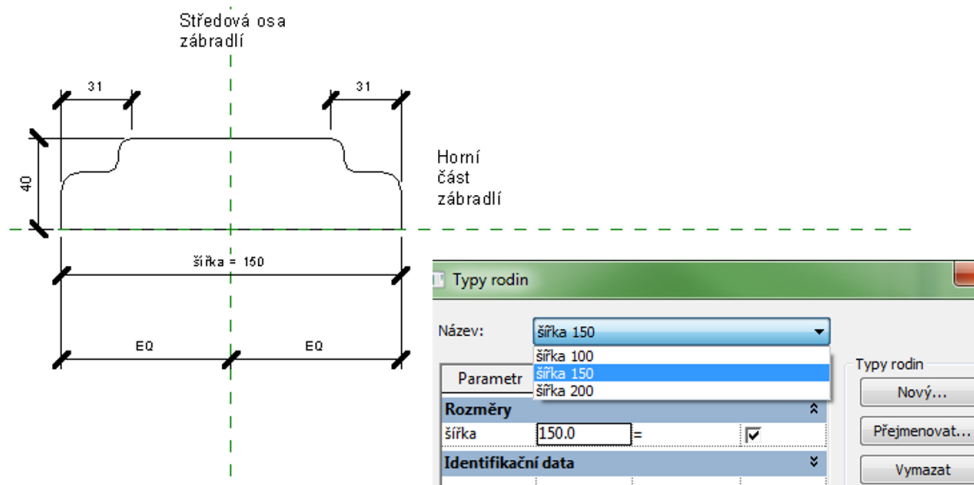 Středová osa
zábradlí
31
31
40
Horní
část
zábradlí
šířka = 150
EQ
EQ
Typy rodin
Název:
šířka 150
šířka 100
šířka 150
šířka 200
Parametr
Rozměry
šířka
150.0
=
Identifikační data
Typy rodin
Nový...
Přejmenovat...
Vymazat